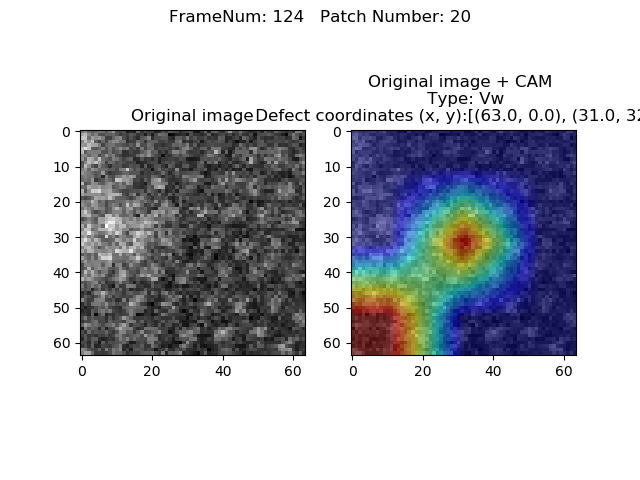 FrameNum: 124   Patch Number: 20
Original image
0
10
20
30
40
50
60
0 20 40 60
Original image + CAM
Type: Vw
Defect coordinates (x, y):[(63.0, 0.0), (31.0, 32
0
10
20
30
40
50
60
0 20 40 60